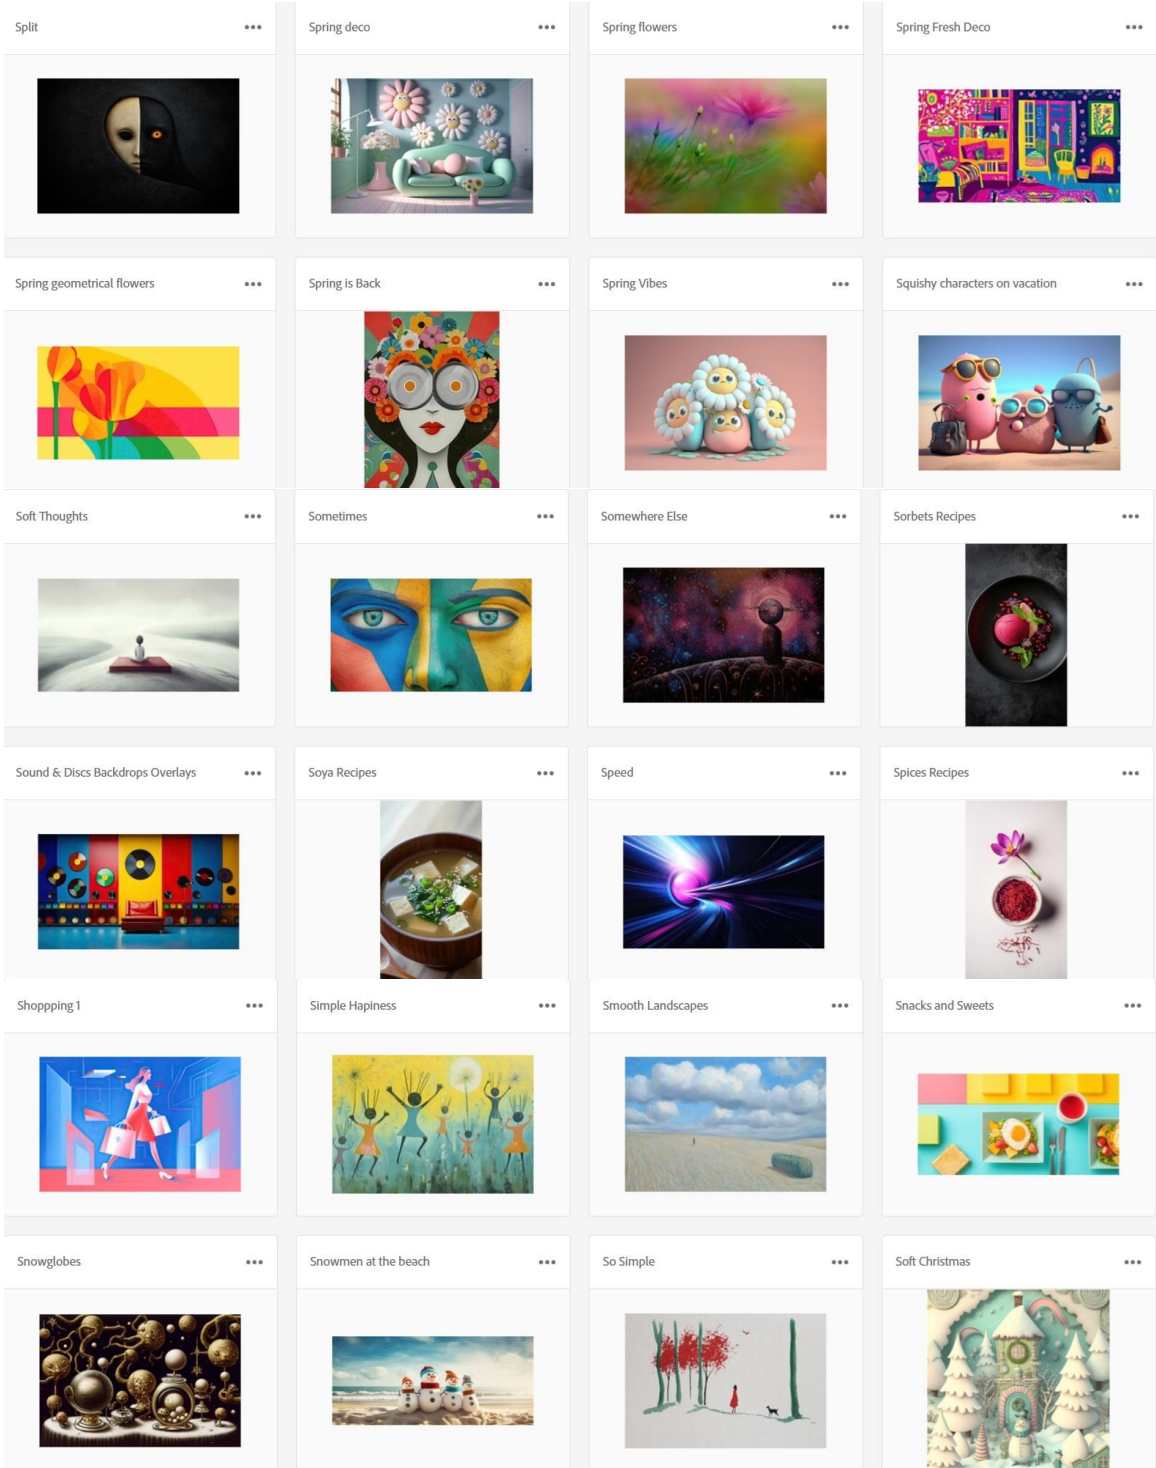 Split
Spring deco
Spring flowers
Spring Fresh Deco
Spring geometrical flowers
Spring is Back
Spring Vibes
Squishy characters on vacation
Soft Thoughts
Sometimes
Somewhere Else
Sorbets Recipes
Sound & Discs Backdrops Overlays
Soya Recipes
Speed
Spices Recipes
Shoppping 1
Simple Hapiness
Smooth Landscapes
Snacks and Sweets
Snowglobes
Snowmen at the beach
So Simple
Soft Christmas